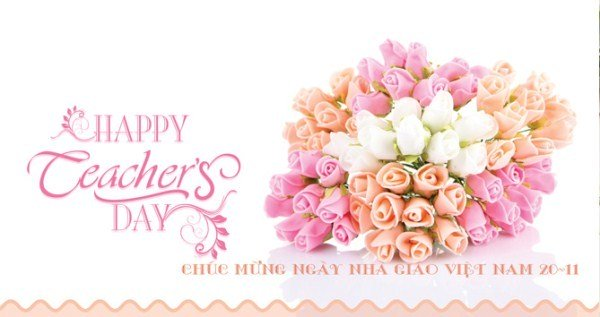 HAPPY
Teacher's
DAY
CHÚC MỪNG NGÀY NHÀ GIÁO VIỆT NAM 20-11